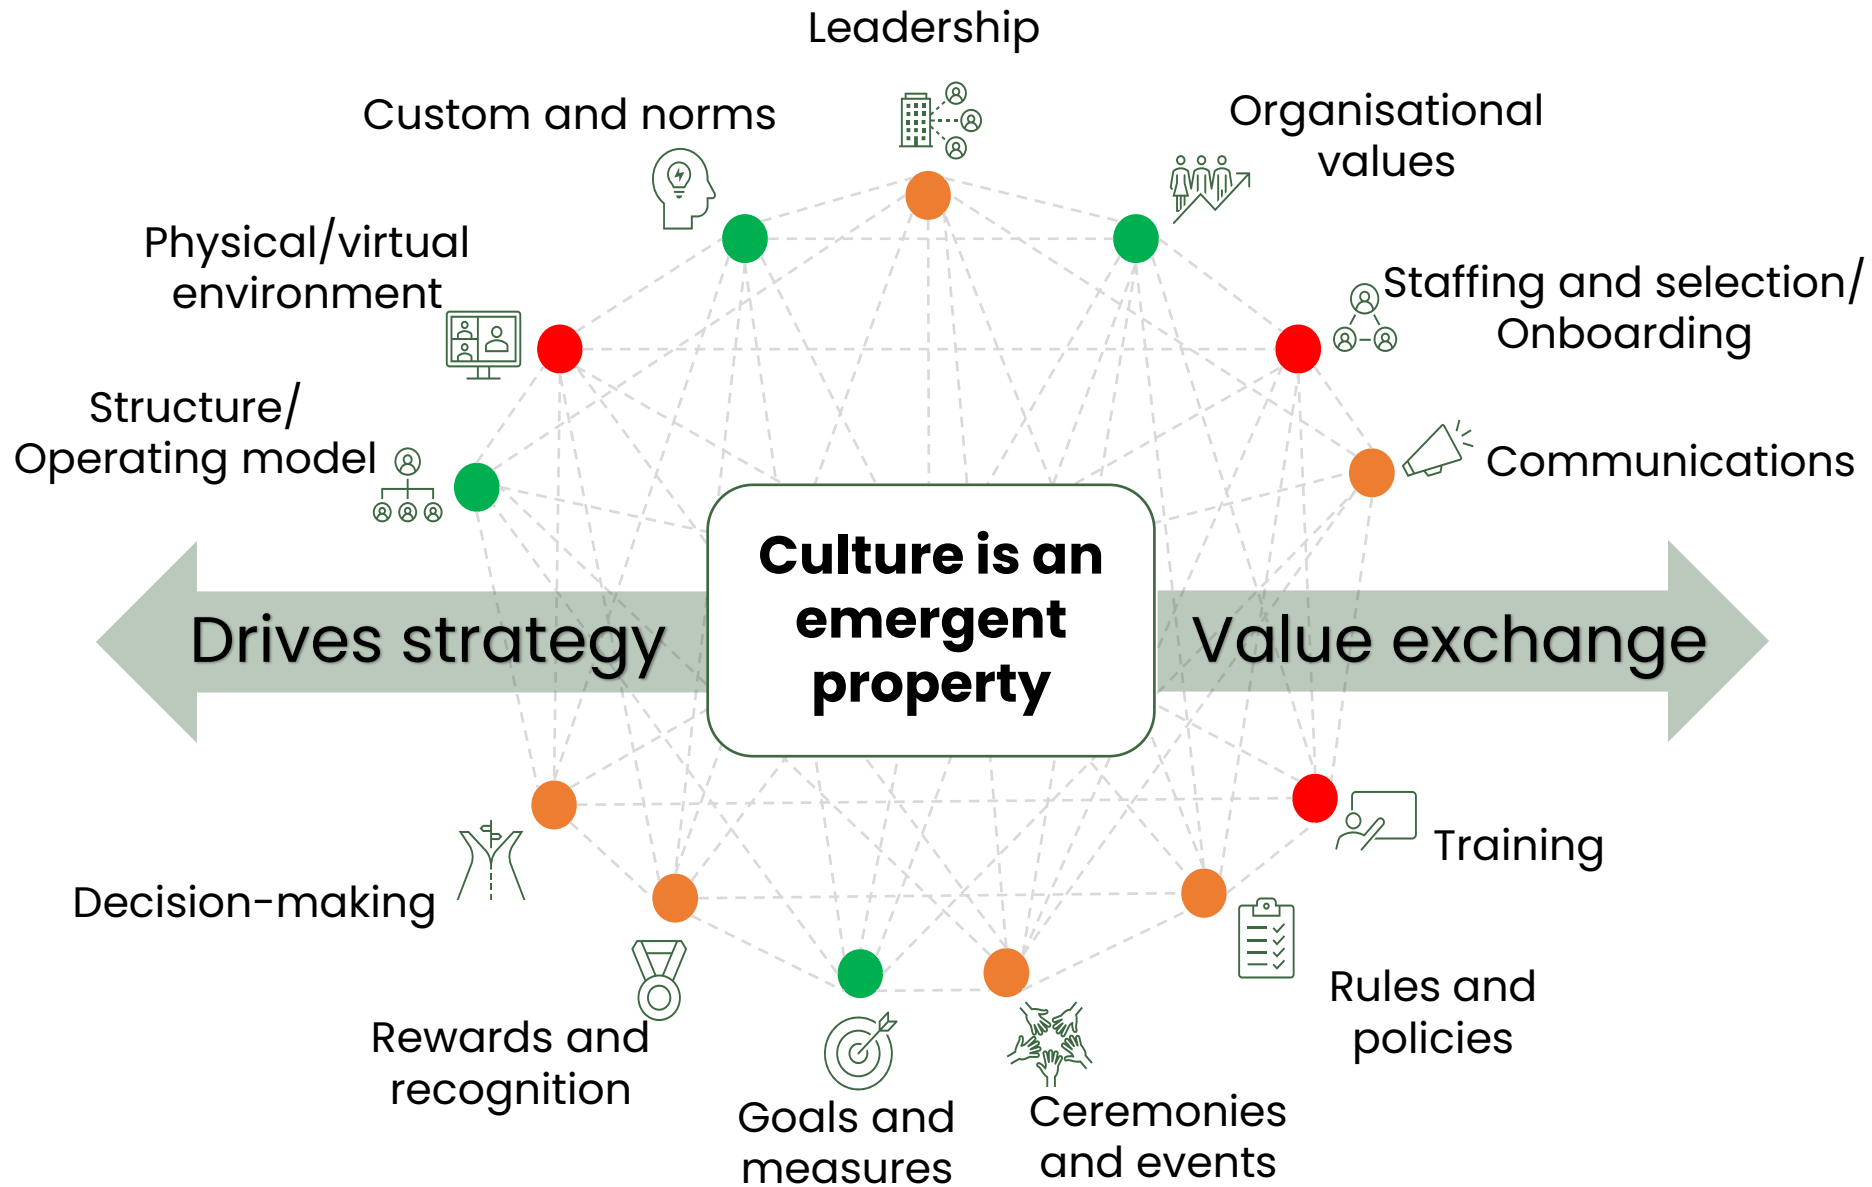 Leadership
Custom and norms
Organisational
values
Physical/virtual
environment
Staffing and selection/
Onboarding
Structure/
Operating model
Communications
Culture is an
emergent
property
Drives strategy
Value exchange
Decision-making
Training
Rewards and
recognition
Rules and
policies
Goals and
measures
Ceremonies
and events